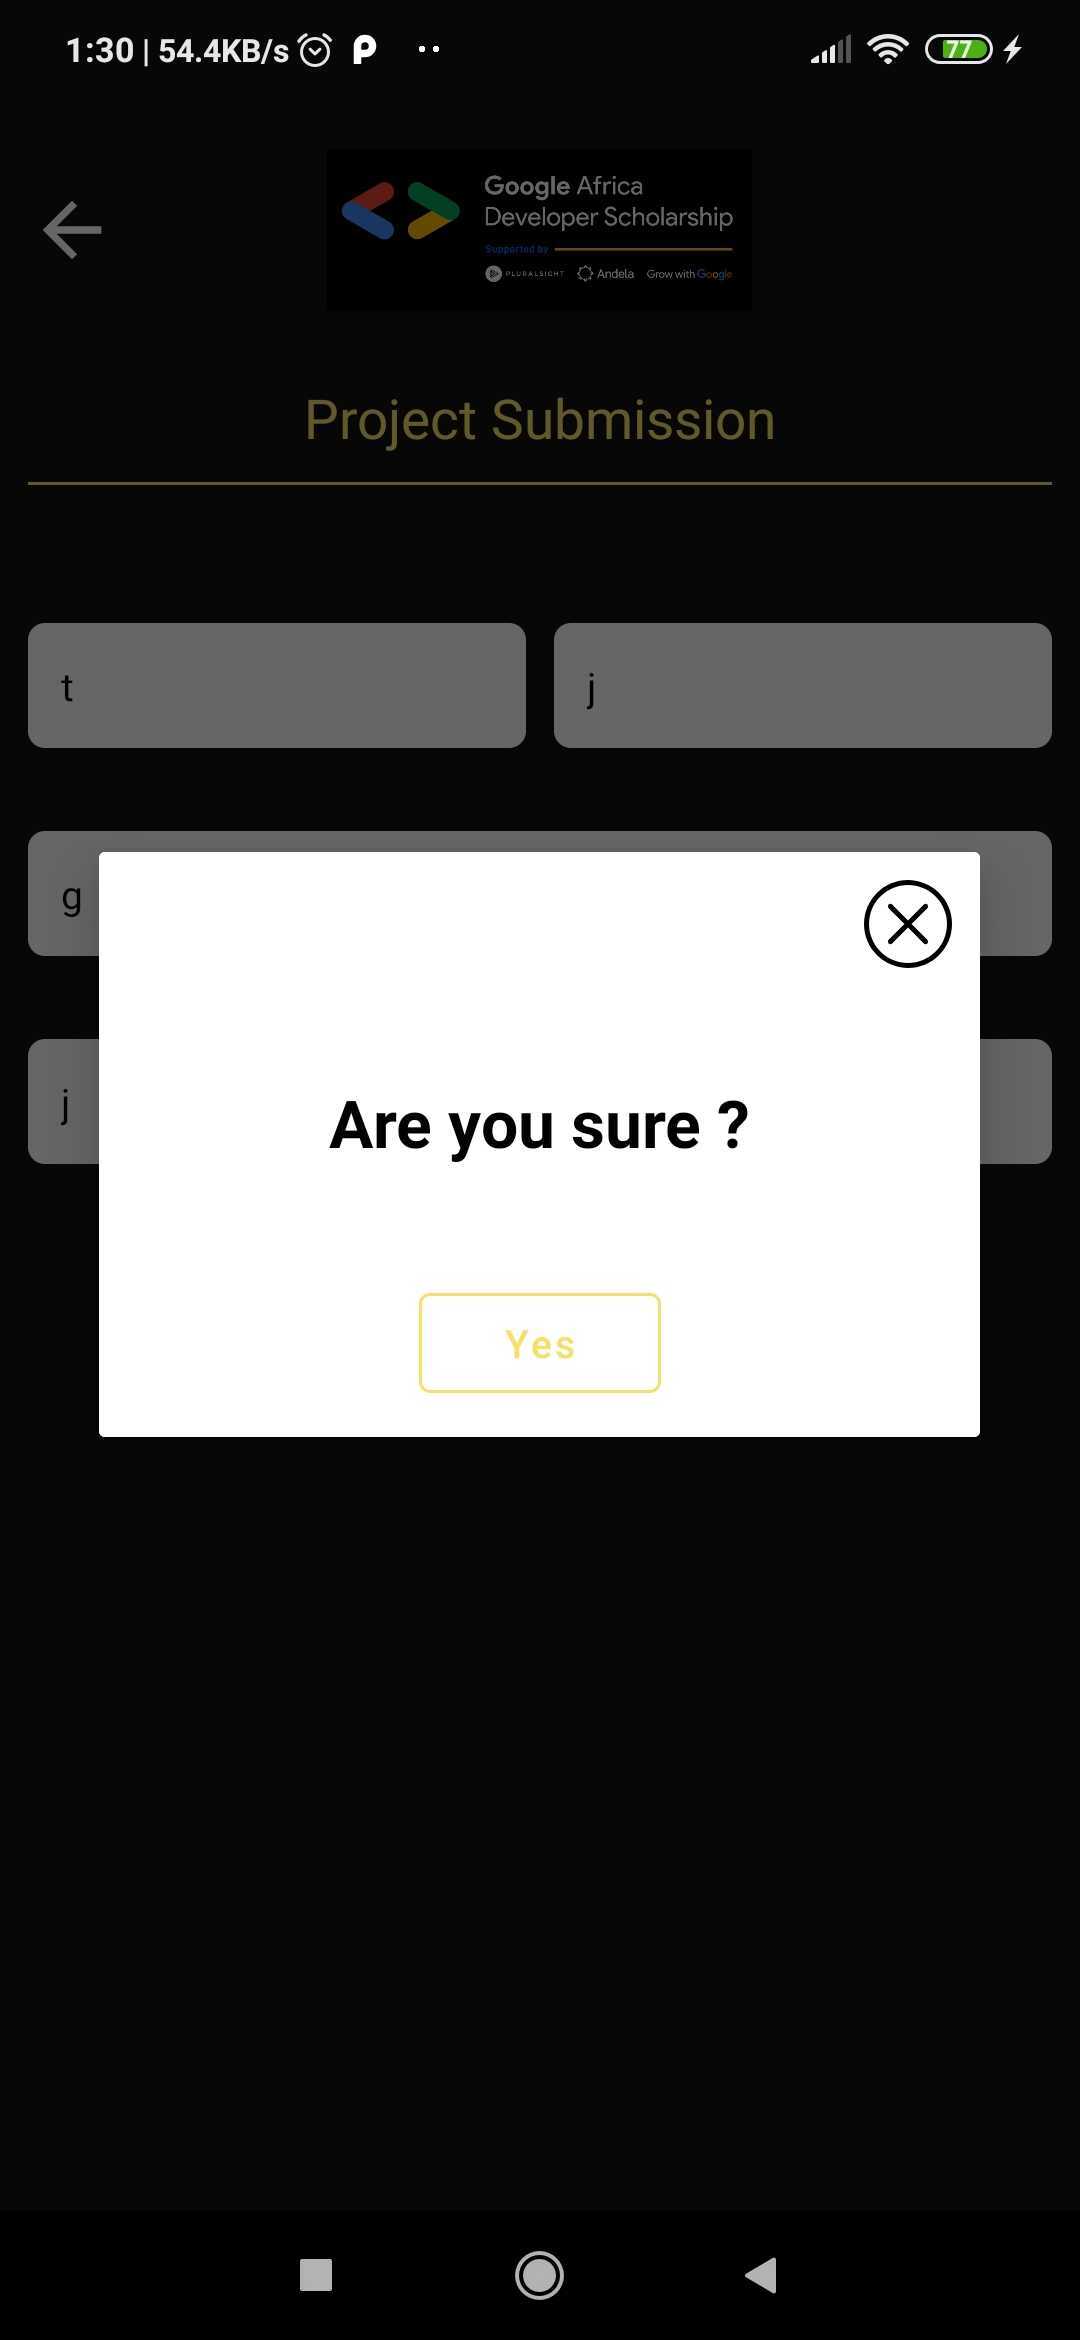 1:30 | 54.4KB/s
77
Google Africa
Developer Scholarship
Supported by
PLURALSIGHT Andela Grow with Google
Project Submission
t j
g
j
Are you sure ?
Yes